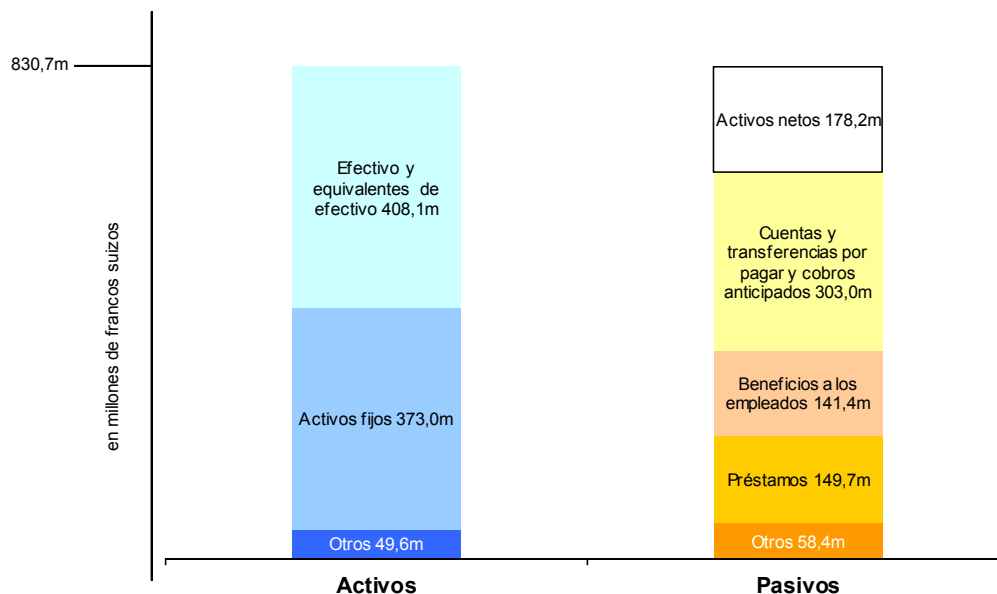 830,7m
en millones de francos suizos
Efectivo y
equivalentes de
efectivo 408,1m
Activos fijos 373,0m
Otros 49,6m
Activos
Activos netos 178,2m
Cuentas y
transferencias por
pagar y cobros
anticipados 303,0m
Beneficios a los
empleados 141,4m
Préstamos 149,7m
Otros 58,4m
Pasivos